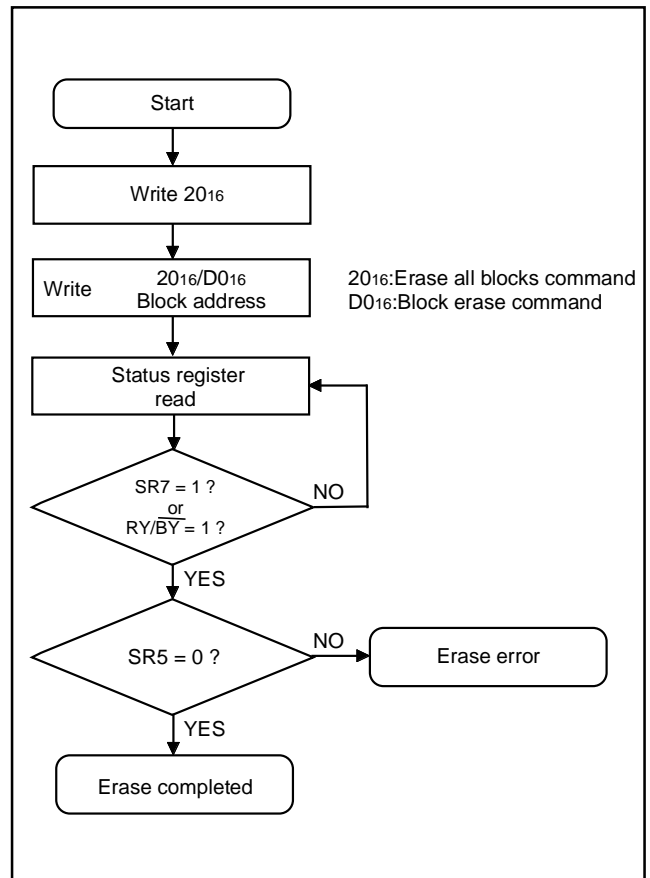 Start
Write 2016
Write
2016/D016
Block address
2016:Erase all blocks command
D016:Block erase command
Status register
read
SR7 = 1 ?
or
RY/BY = 1 ?
NO
YES
SR5 = 0 ?
NO
Erase error
YES
Erase completed